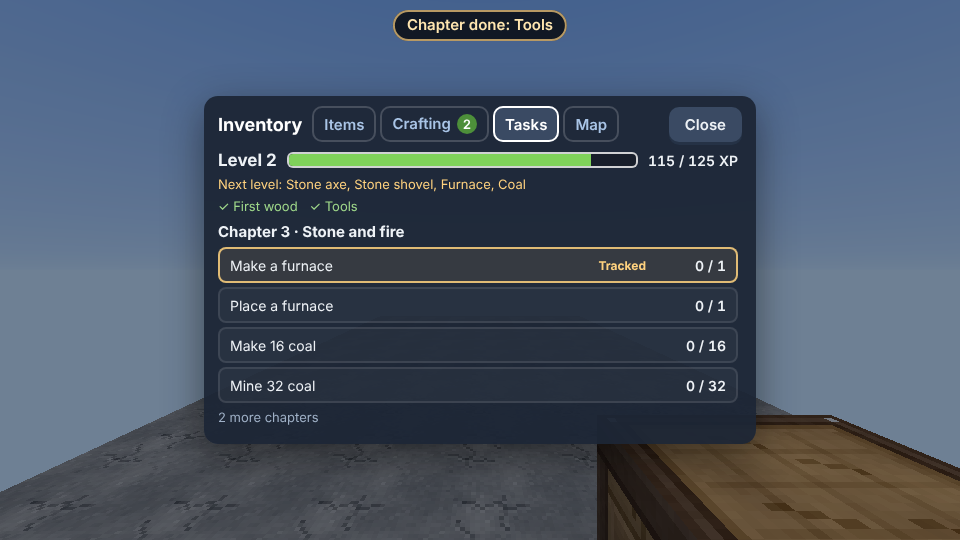 Chapter done: Tools
Inventory Items Crafting 2 Tasks Map Close
Level 2 115 / 125 XP
Next level: Stone axe, Stone shovel, Furnace, Coal
✓ First wood ✓ Tools
Chapter 3 · Stone and fire
Make a furnace Tracked 0 / 1
Place a furnace 0 / 1
Make 16 coal 0 / 16
Mine 32 coal 0 / 32
2 more chapters